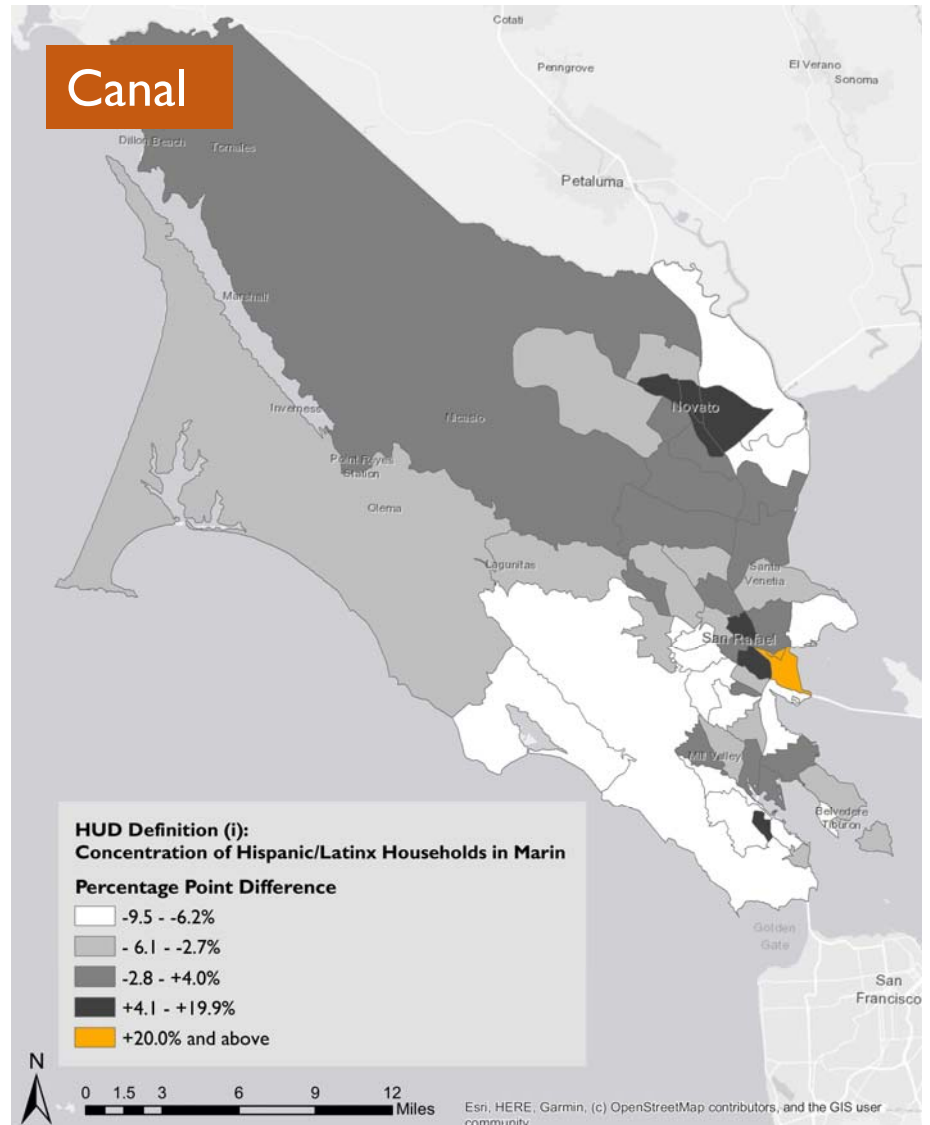 Cotati
Canal
Penngrove
El Verano
Sonoma
Dillon Beach
Tomales
Petaluma
Marshall
Inverness
Nicasio
Novato
Point Reyes
Station
Olema
Lagunitas
Santa
Venetia
San Rafael
Mill Valley
Belvedere
Tiburon
HUD Definition (i):
Concentration of Hispanic/Latinx Households in Marin
Percentage Point Difference
-9.5 - -6.2%
- 6.1 - -2.7%
-2.8 - +4.0%
+4.1 - +19.9%
+20.0% and above
Golden
Gate
San
Francisco
N
0 1.5 3 6 9 12
Miles
Esri, HERE, Garmin, (c) OpenStreetMap contributors, and the GIS user
community